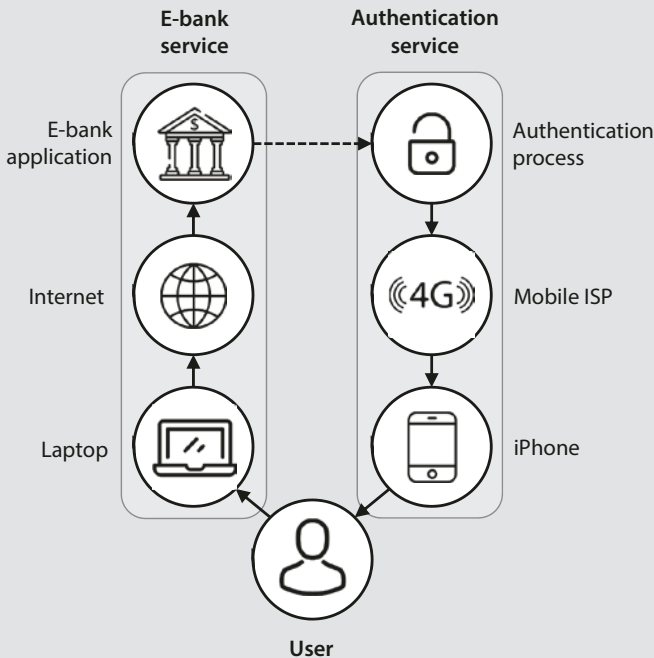 E-bank
service
Authentication
service
E-bank
application
$
Authentication
process
Internet
4G
Mobile ISP
Laptop
iPhone
User